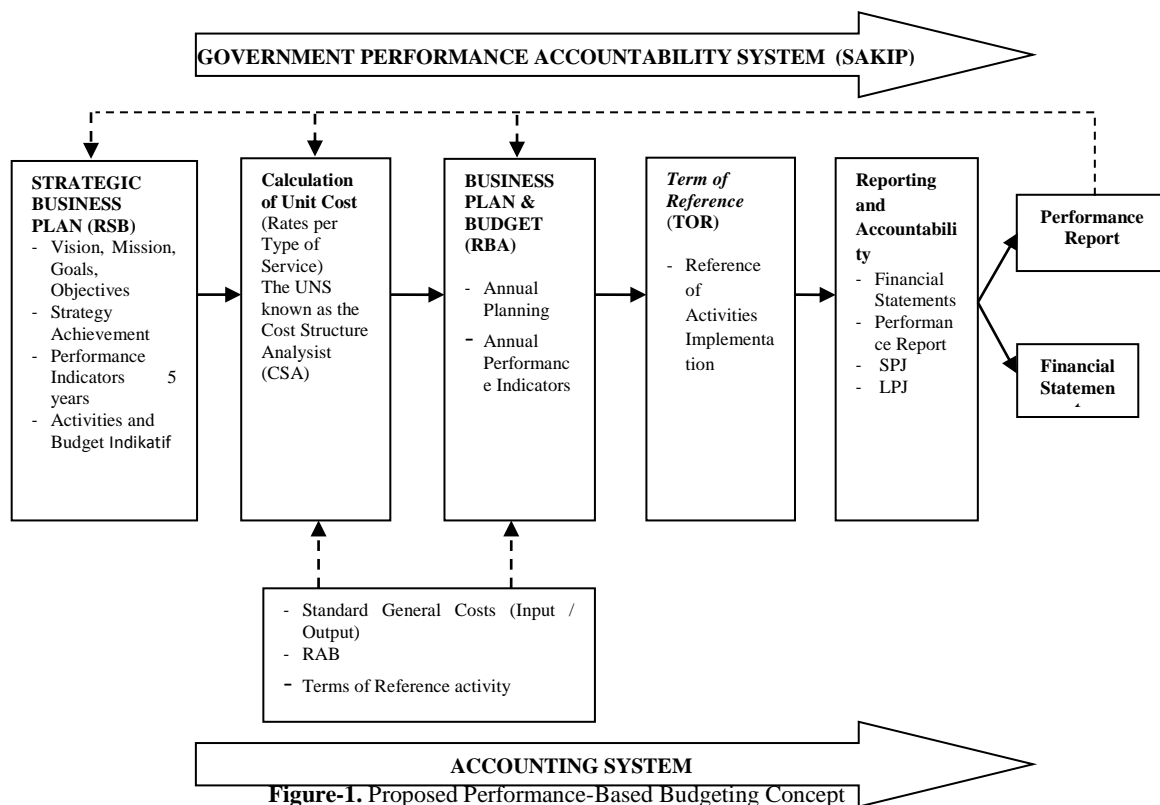 GOVERNMENT PERFORMANCE ACCOUNTABILITY SYSTEM (SAKIP)
STRATEGIC
BUSINESS
PLAN (RSB)
- Vision, Mission,
Goals,
Objectives
- Strategy
Achievement
- Performance
Indicators 5
years
- Activities and
Budget Indikatif
Calculation
of Unit Cost
(Rates per
Type of
Service)
The UNS
known as the
Cost Structure
Analysist
(CSA)
BUSINESS
PLAN &
BUDGET
(RBA)
- Annual
Planning
- Annual
Performanc
e Indicators
Term of
Reference
(TOR)
- Reference
of
Activities
Implementa
tion
Reporting
and
Accountabili
ty
- Financial
Statements
- Performan
ce Report
- SPJ
- LPJ
Performance
Report
Financial
Statemen
- Standard General Costs (Input /
Output)
- RAB
- Terms of Reference activity
ACCOUNTING SYSTEM
Figure-1. Proposed Performance-Based Budgeting Concept